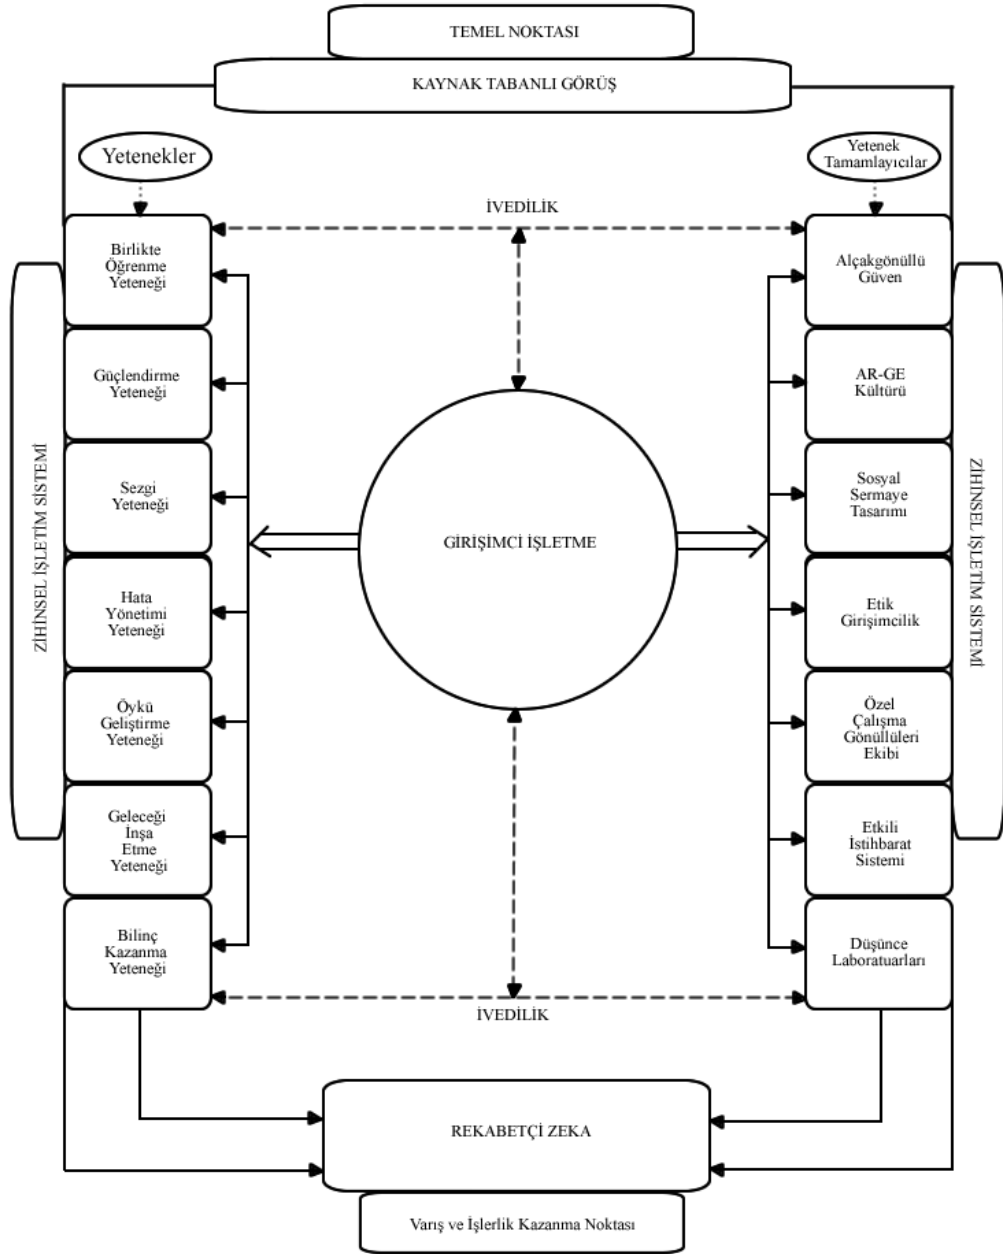 TEMEL NOKTASI
KAYNAK TABANLI GÖRÜŞ
Yetenekler
Yetenek
Tamamlayıcılar
İVEDİLİK
Birlikte
Öğrenme
Yeteneği
Güçlendirme
Yeteneği
Sezgi
Yeteneği
Hata
Yönetimi
Yeteneği
Öykü
Geliştirme
Yeteneği
Geleceği
İnşa
Etme
Yeteneği
Bilinç
Kazanma
Yeteneği
ZİHİNSEL İŞLETİM SİSTEMİ
GİRİŞİMCİ İŞLETME
Alçakgönüllü
Güven
AR-GE
Kültürü
Sosyal
Sermaye
Tasarımı
Etik
Girişimcilik
Özel
Çalışma
Gönüllüleri
Ekibi
Etkili
İstihbarat
Sistemi
Düşünce
Laboratuarları
ZİHİNSEL İŞLETİM SİSTEMİ
İVEDİLİK
REKABETÇİ ZEKA
Varış ve İşlerlik Kazanma Noktası